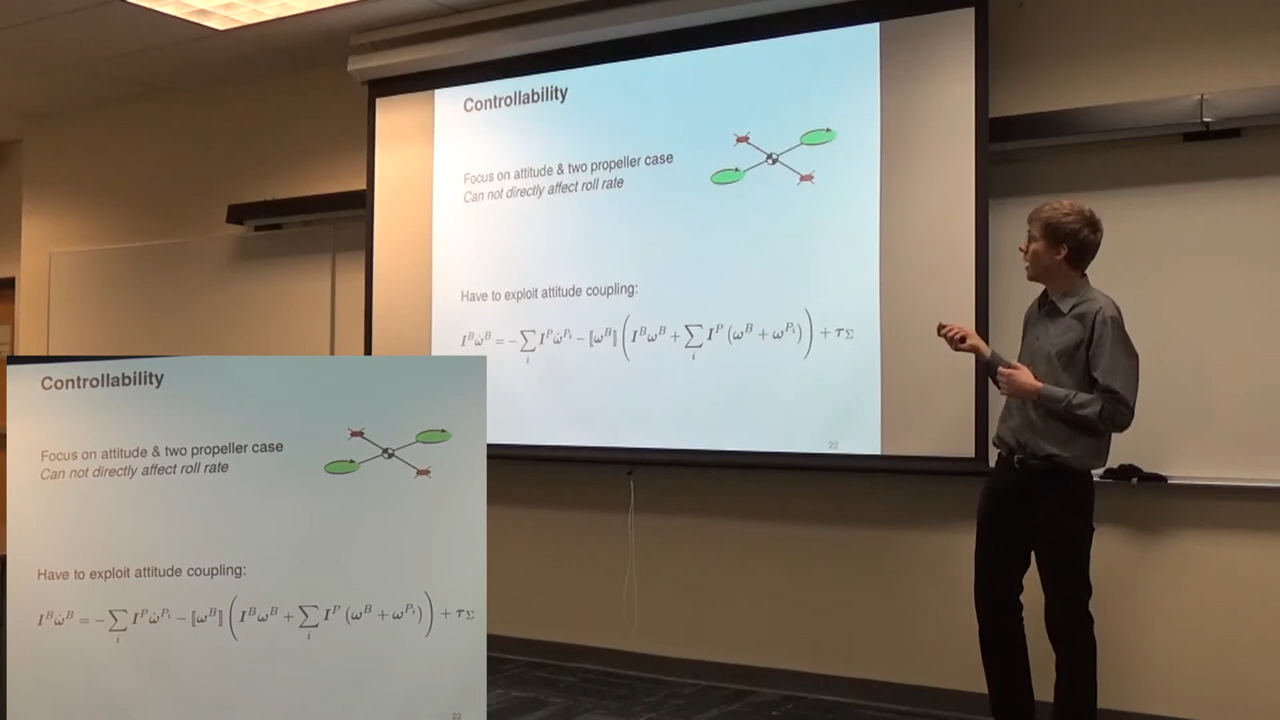 Controllability
Focus on attitude & two propeller case
Can not directly affect roll rate
Have to exploit attitude coupling:
I^B ω̇^B = − ∑_i I^P ω̇^{P_i} − ⟦ω^B⟧ ( I^B ω^B + ∑_i I^P (ω^B + ω^{P_i}) ) + τ_Σ
22
Controllability
Focus on attitude & two propeller case
Can not directly affect roll rate
Have to exploit attitude coupling:
I^B ω̇^B = − ∑_i I^P ω̇^{P_i} − ⟦ω^B⟧ ( I^B ω^B + ∑_i I^P (ω^B + ω^{P_i}) ) + τ_Σ
22